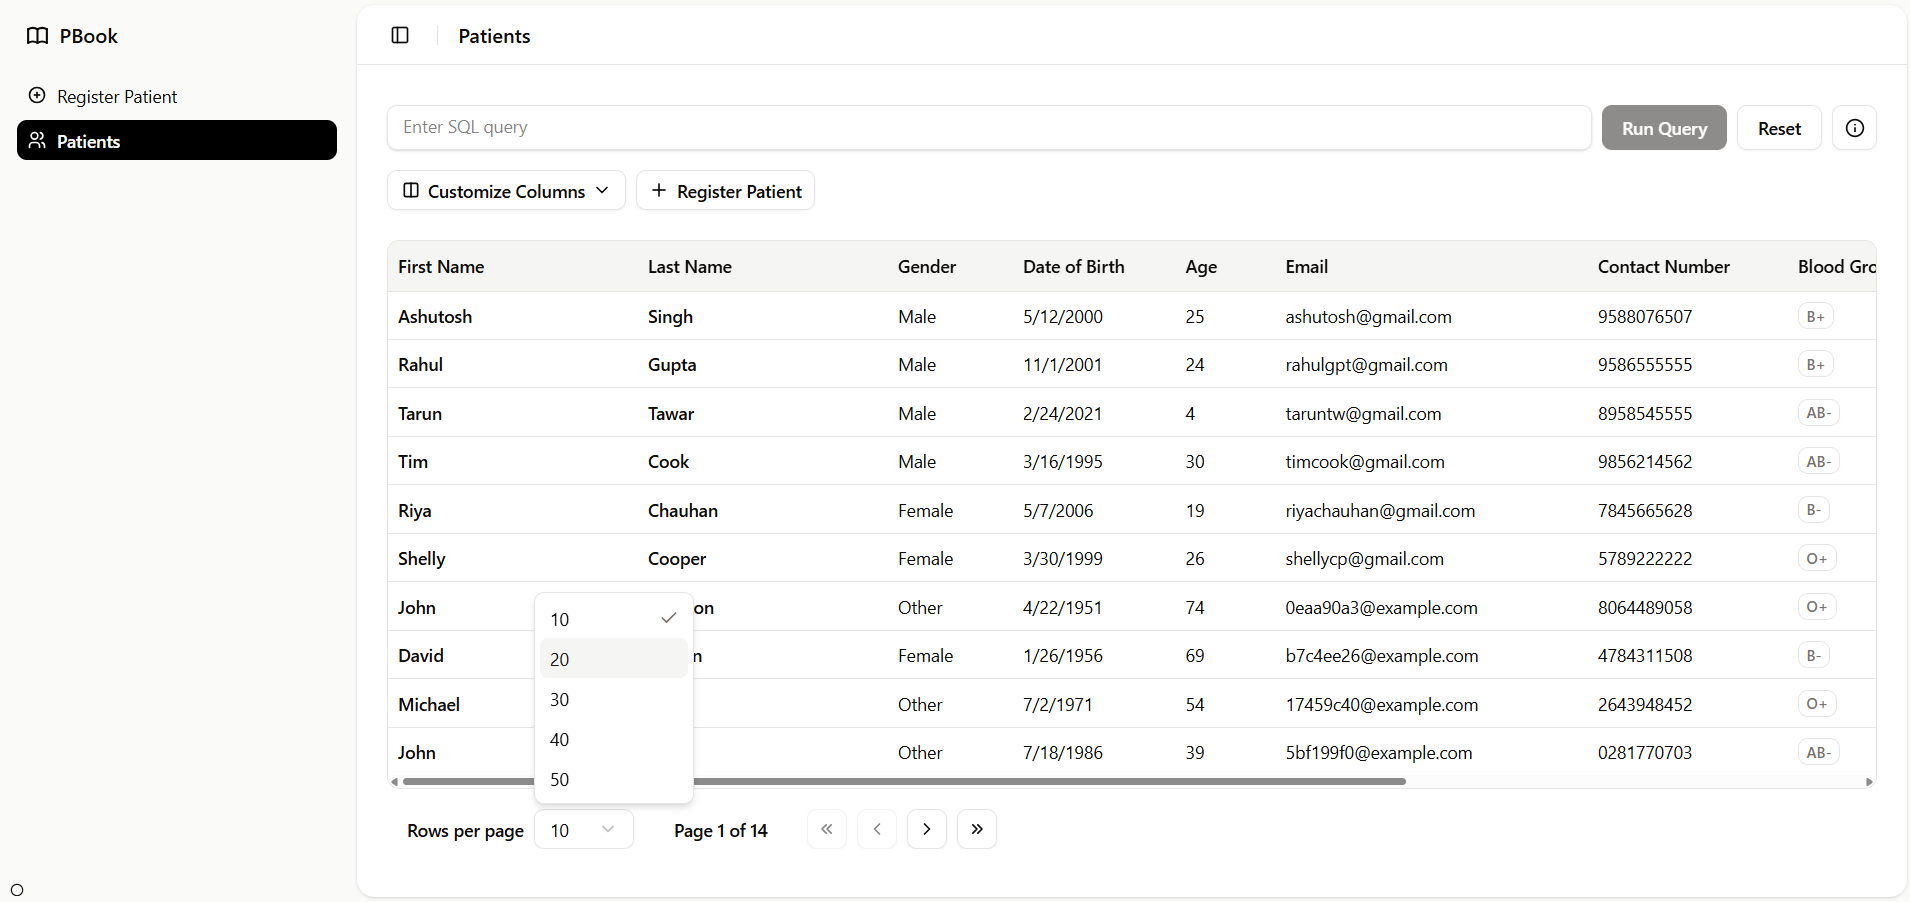 PBook
Register Patient
Patients
Patients
Enter SQL query
Run Query
Reset
Customize Columns
Register Patient
First Name Last Name Gender Date of Birth Age Email Contact Number Blood Gro
Ashutosh Singh Male 5/12/2000 25 ashutosh@gmail.com 9588076507 B+
Rahul Gupta Male 11/1/2001 24 rahulgpt@gmail.com 9586555555 B+
Tarun Tawar Male 2/24/2021 4 taruntw@gmail.com 8958545555 AB-
Tim Cook Male 3/16/1995 30 timcook@gmail.com 9856214562 AB-
Riya Chauhan Female 5/7/2006 19 riyachauhan@gmail.com 7845665628 B-
Shelly Cooper Female 3/30/1999 26 shellycp@gmail.com 5789222222 O+
John on Other 4/22/1951 74 0eaa90a3@example.com 8064489058 O+
David n Female 1/26/1956 69 b7c4ee26@example.com 4784311508 B-
Michael Other 7/2/1971 54 17459c40@example.com 2643948452 O+
John Other 7/18/1986 39 5bf199f0@example.com 0281770703 AB-
10
20
30
40
50
Rows per page 10 Page 1 of 14